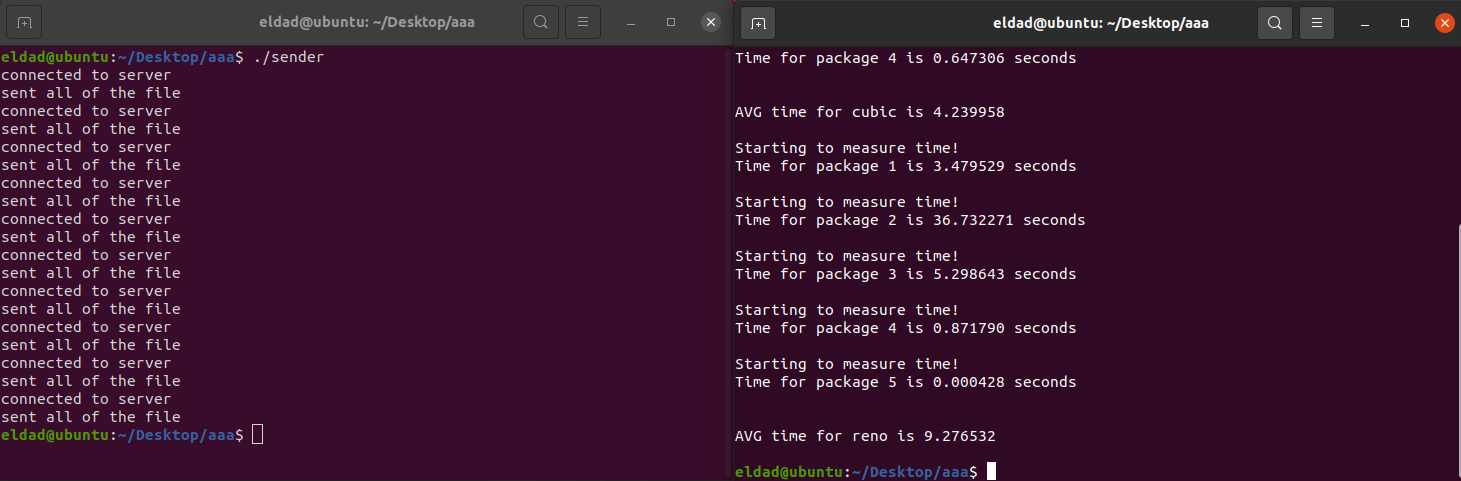 eldad@ubuntu: ~/Desktop/aaa
eldad@ubuntu:~/Desktop/aaa$ ./sender
connected to server
sent all of the file
connected to server
sent all of the file
connected to server
sent all of the file
connected to server
sent all of the file
connected to server
sent all of the file
connected to server
sent all of the file
connected to server
sent all of the file
connected to server
sent all of the file
connected to server
sent all of the file
connected to server
sent all of the file
eldad@ubuntu:~/Desktop/aaa$
eldad@ubuntu: ~/Desktop/aaa
Time for package 4 is 0.647306 seconds
AVG time for cubic is 4.239958
Starting to measure time!
Time for package 1 is 3.479529 seconds
Starting to measure time!
Time for package 2 is 36.732271 seconds
Starting to measure time!
Time for package 3 is 5.298643 seconds
Starting to measure time!
Time for package 4 is 0.871790 seconds
Starting to measure time!
Time for package 5 is 0.000428 seconds
AVG time for reno is 9.276532
eldad@ubuntu:~/Desktop/aaa$